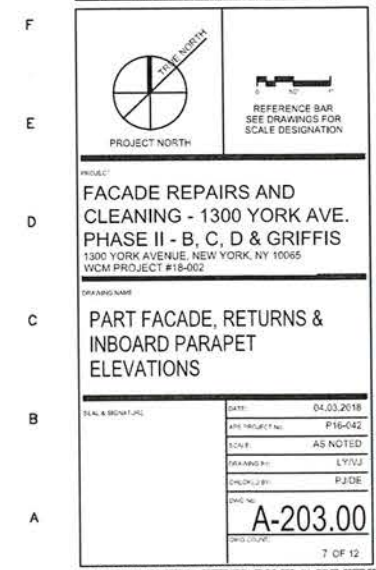 F
E
D
C
B
A
TRUE NORTH
PROJECT NORTH
0 1'
REFERENCE BAR
SEE DRAWINGS FOR
SCALE DESIGNATION
PROJECT
FACADE REPAIRS AND
CLEANING - 1300 YORK AVE.
PHASE II - B, C, D & GRIFFIS
1300 YORK AVENUE, NEW YORK, NY 10065
WCM PROJECT #18-002
DRAWING NAME
PART FACADE, RETURNS &
INBOARD PARAPET
ELEVATIONS
SEAL & SIGNATURE
DATE: 04.03.2018
PROJECT No: P16-042
SCALE: AS NOTED
DRAWING BY: LY/VJ
CHECKED BY: PJ/DE
DWG No:
A-203.00
DWG COUNT:
7 OF 12